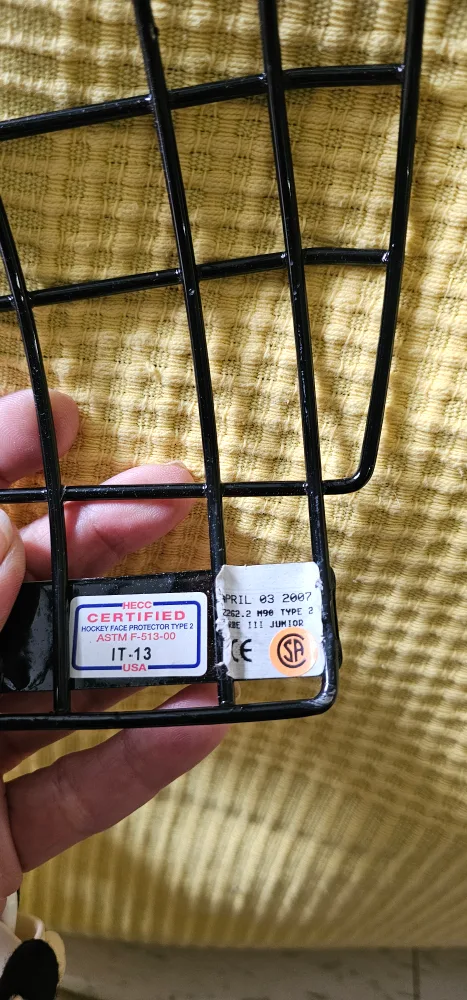 HECC
CERTIFIED
HOCKEY FACE PROTECTOR TYPE 2
ASTM F-513-00
IT-13
USA
PRIL 03 2007
Z262.2 M90 TYPE 2
III JUNIOR
CE SA